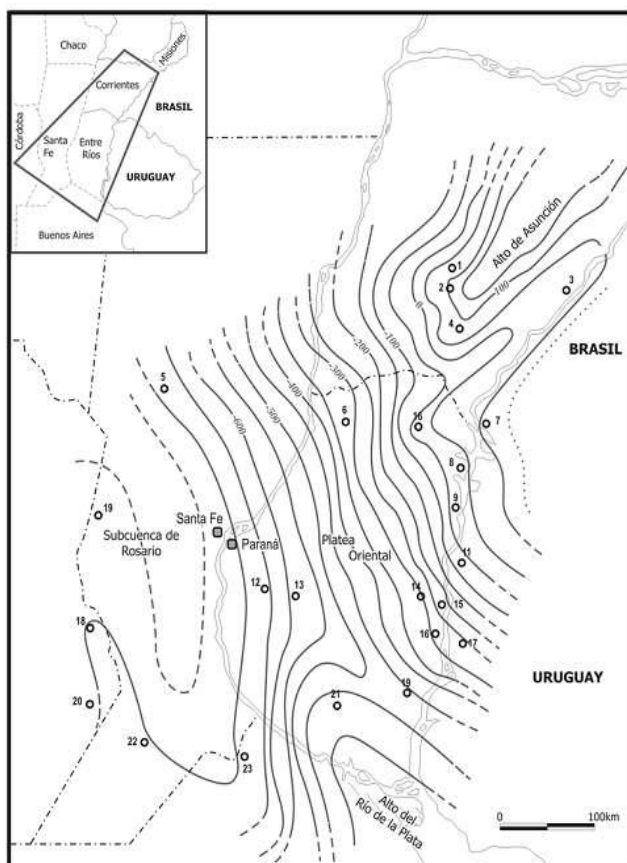 Chaco
Misiones
Corrientes
BRASIL
Córdoba
Santa
Fe
Entre
Ríos
URUGUAY
Buenos Aires
Alto de Asunción
1
2
3
4
0
-100
-100
-200
-300
-400
-500
-600
BRASIL
5
6
16
7
8
9
19
Santa Fe
Subcuenca de
Rosario
Paraná
Platea
Oriental
11
12
13
14
15
16
17
18
19
20
21
22
23
URUGUAY
Alto del
Río de la Plata
0
100km